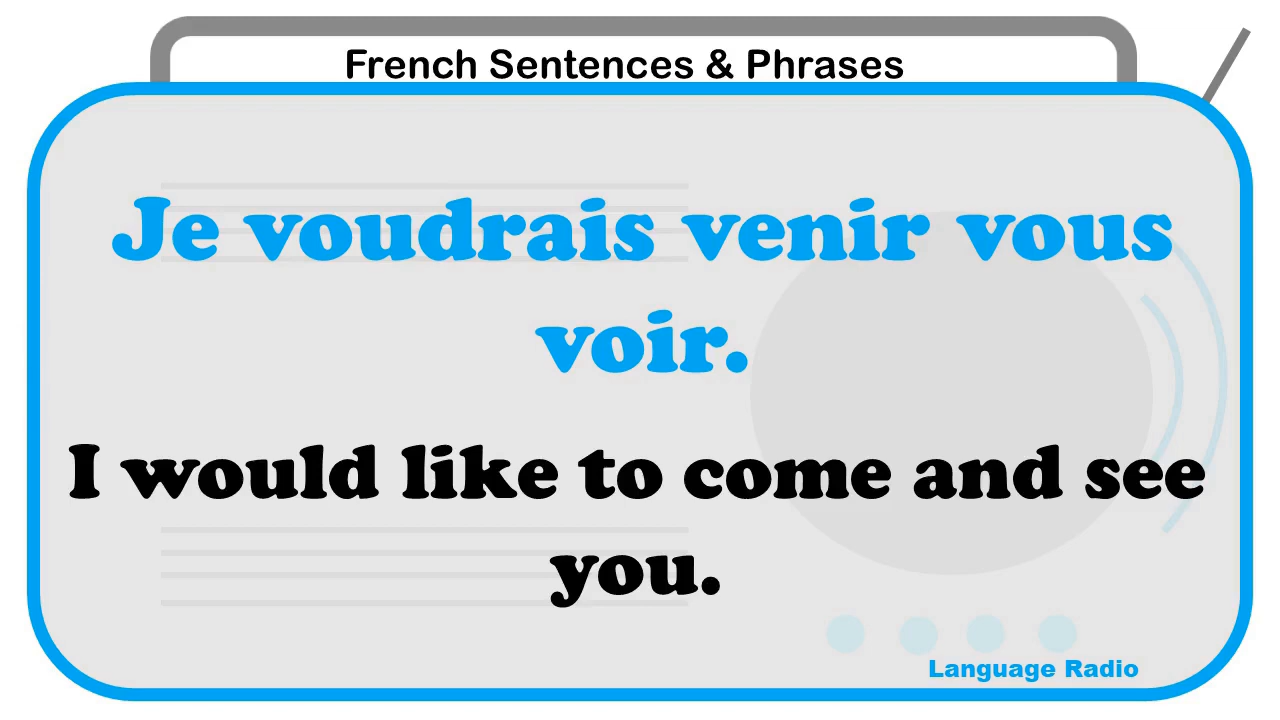 French Sentences & Phrases
Je voudrais venir vous
voir.
I would like to come and see
you.
Language Radio